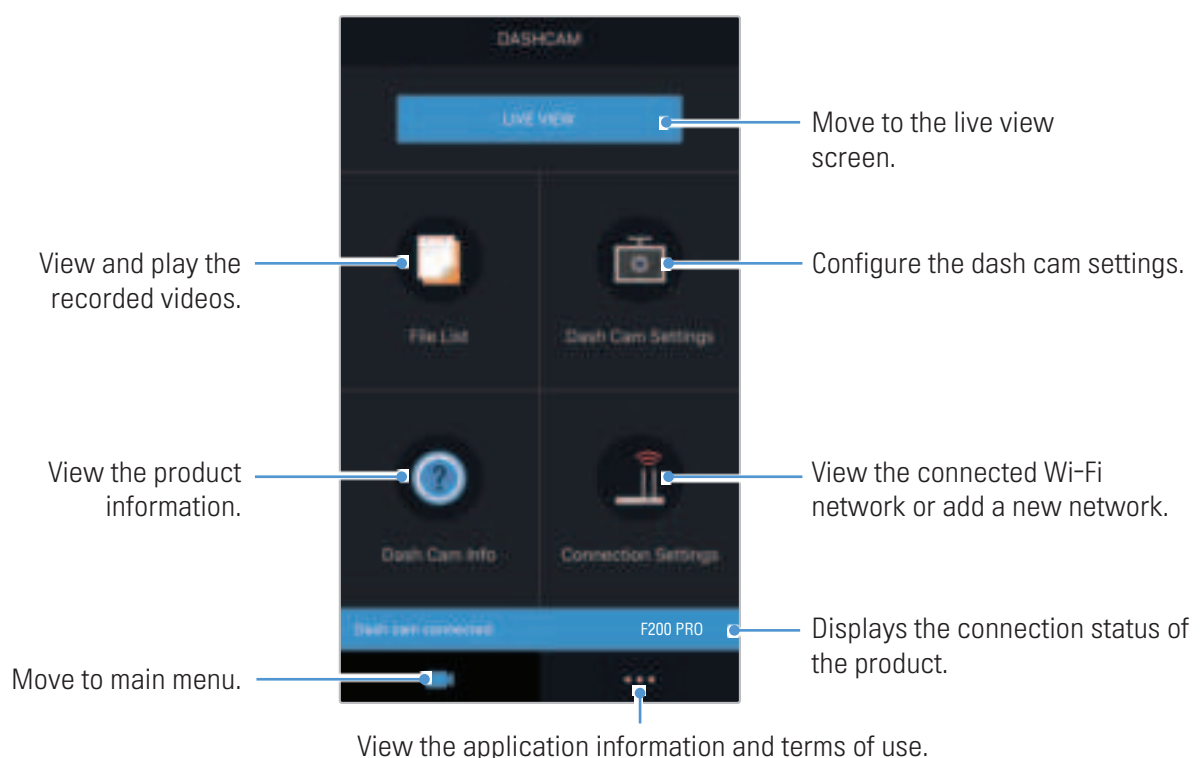 DASHCAM
LIVE VIEW
Move to the live view
screen.
View and play the
recorded videos.
Configure the dash cam settings.
File List
Dash Cam Settings
View the product
information.
View the connected Wi-Fi
network or add a new network.
Dash Cam Info
Connection Settings
Dash cam connected
F200 PRO
Displays the connection status of
the product.
Move to main menu.
View the application information and terms of use.